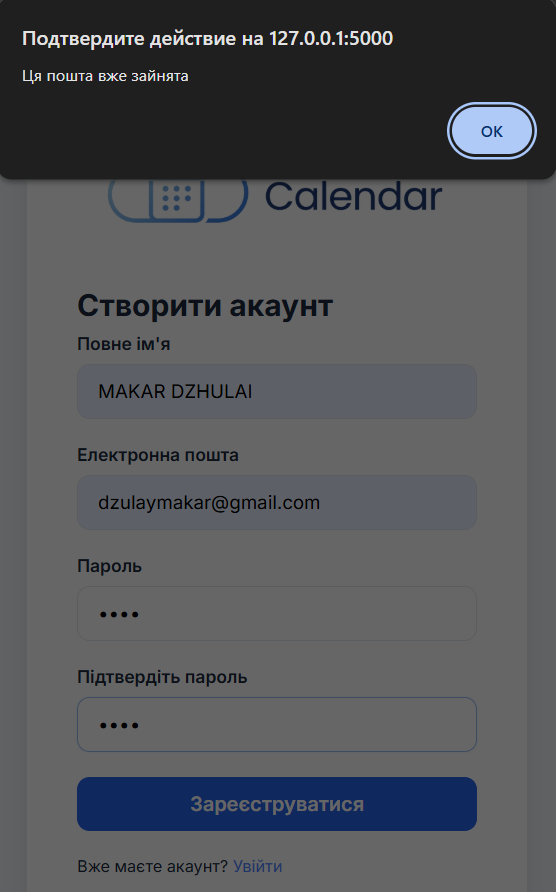 Подтвердите действие на 127.0.0.1:5000
Ця пошта вже зайнята
ОК
Calendar
Створити акаунт
Повне ім'я
MAKAR DZHULAI
Електронна пошта
dzulaymakar@gmail.com
Пароль
••••
Підтвердіть пароль
••••
Зареєструватися
Вже маєте акаунт? Увійти